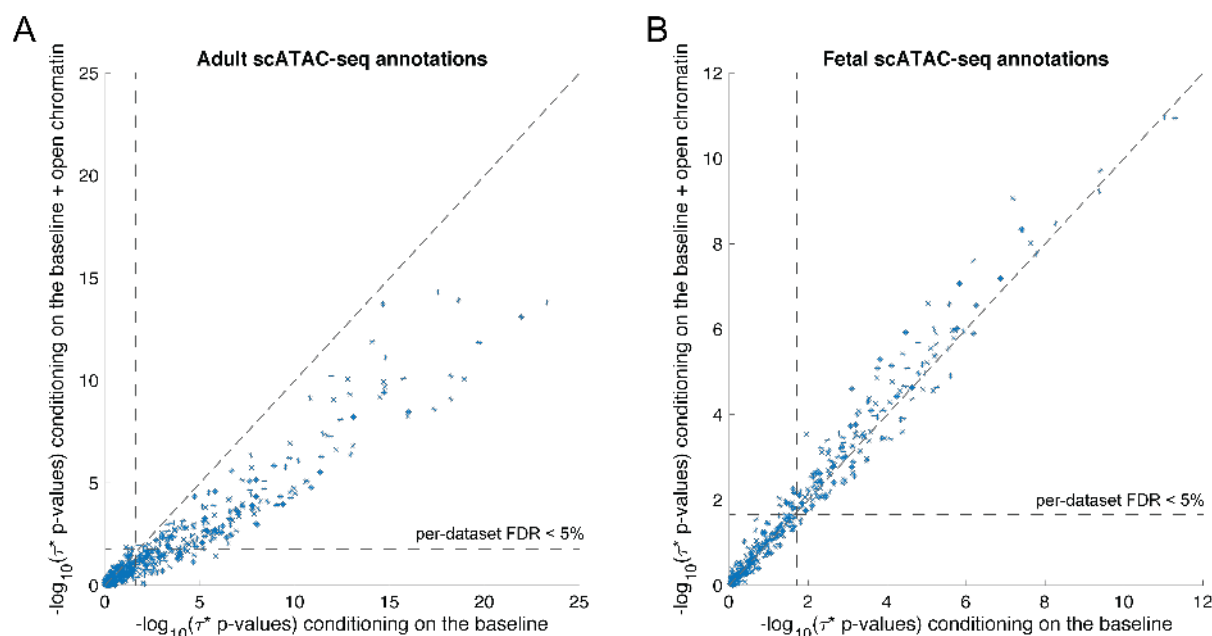 A
Adult scATAC-seq annotations
-log10(τ* p-values) conditioning on the baseline + open chromatin
25
20
15
10
5
0
per-dataset FDR < 5%
0 5 10 15 20 25
-log10(τ* p-values) conditioning on the baseline
B
Fetal scATAC-seq annotations
-log10(τ* p-values) conditioning on the baseline + open chromatin
12
10
8
6
4
2
0
per-dataset FDR < 5%
0 2 4 6 8 10 12
-log10(τ* p-values) conditioning on the baseline